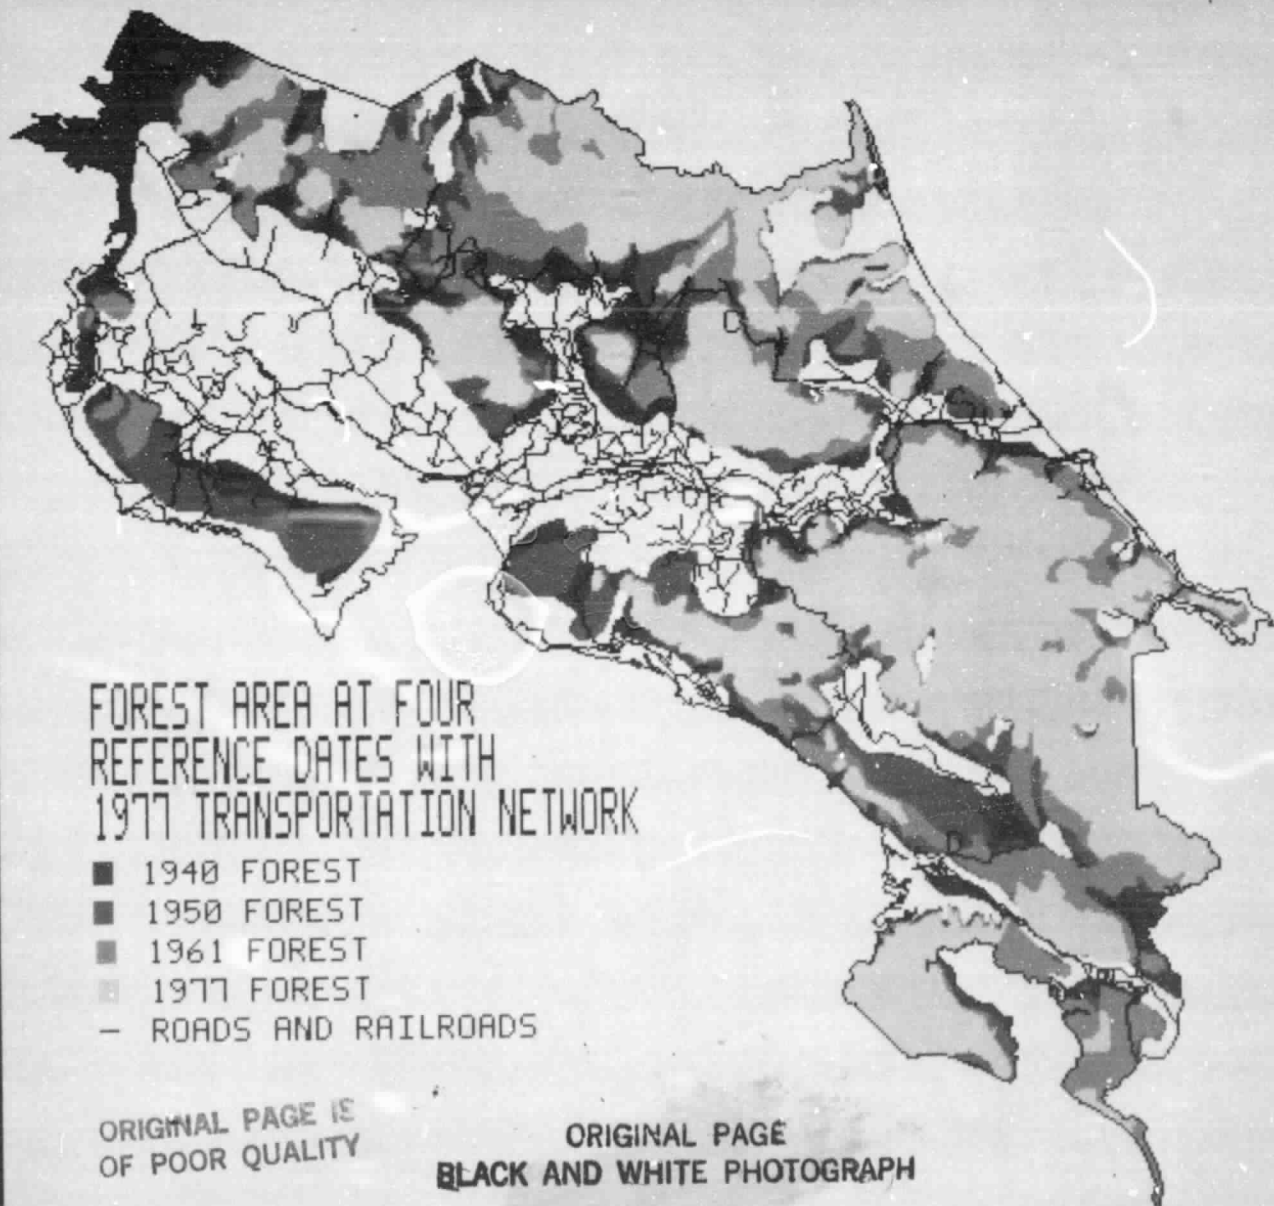 FOREST AREA AT FOUR
REFERENCE DATES WITH
1977 TRANSPORTATION NETWORK
1940 FOREST
1950 FOREST
1961 FOREST
1977 FOREST
— ROADS AND RAILROADS
ORIGINAL PAGE IS
OF POOR QUALITY
ORIGINAL PAGE
BLACK AND WHITE PHOTOGRAPH